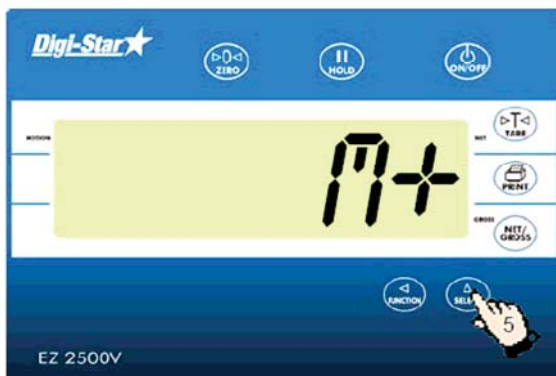 Digi-Star
ZERO
HOLD
ON/OFF
MOTION
NET
T
TARE
M+
PRINT
GROSS
NET/
GROSS
FUNCTION
SELECT
5
EZ 2500V